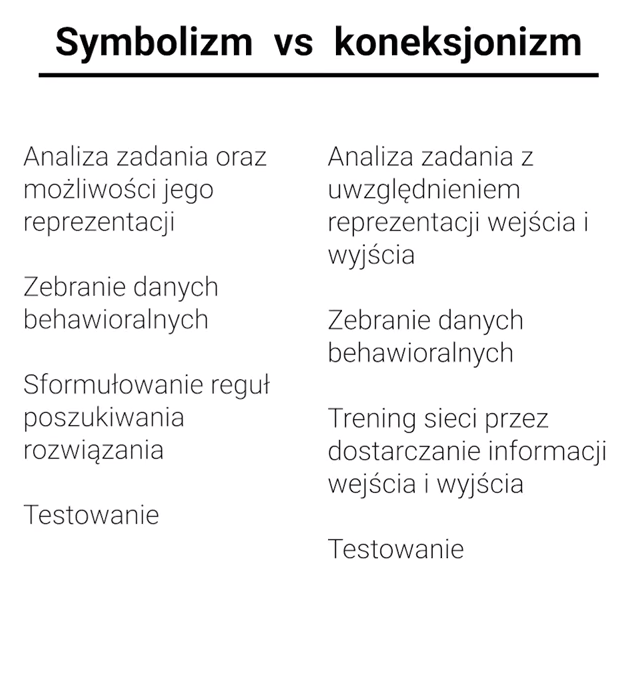 Symbolizm vs koneksjonizm
Analiza zadania oraz
możliwości jego
reprezentacji
Zebranie danych
behawioralnych
Sformułowanie reguł
poszukiwania
rozwiązania
Testowanie
Analiza zadania z
uwzględnieniem
reprezentacji wejścia i
wyjścia
Zebranie danych
behawioralnych
Trening sieci przez
dostarczanie informacji
wejścia i wyjścia
Testowanie